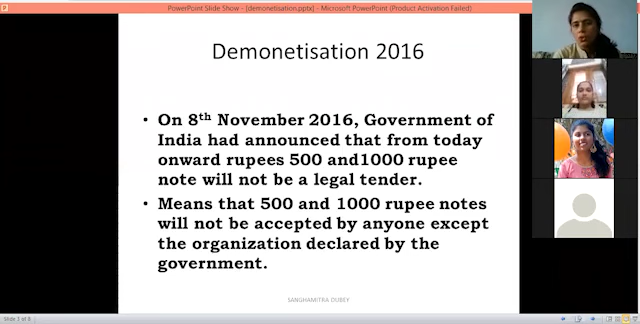 PowerPoint Slide Show - [demonetisation.pptx] - Microsoft PowerPoint (Product Activation Failed)
Demonetisation 2016
• On 8th November 2016, Government of
India had announced that from today
onward rupees 500 and1000 rupee
note will not be a legal tender.
• Means that 500 and 1000 rupee notes
will not be accepted by anyone except
the organization declared by the
government.
SANGHAMITRA DUBEY
Slide 3 of 8